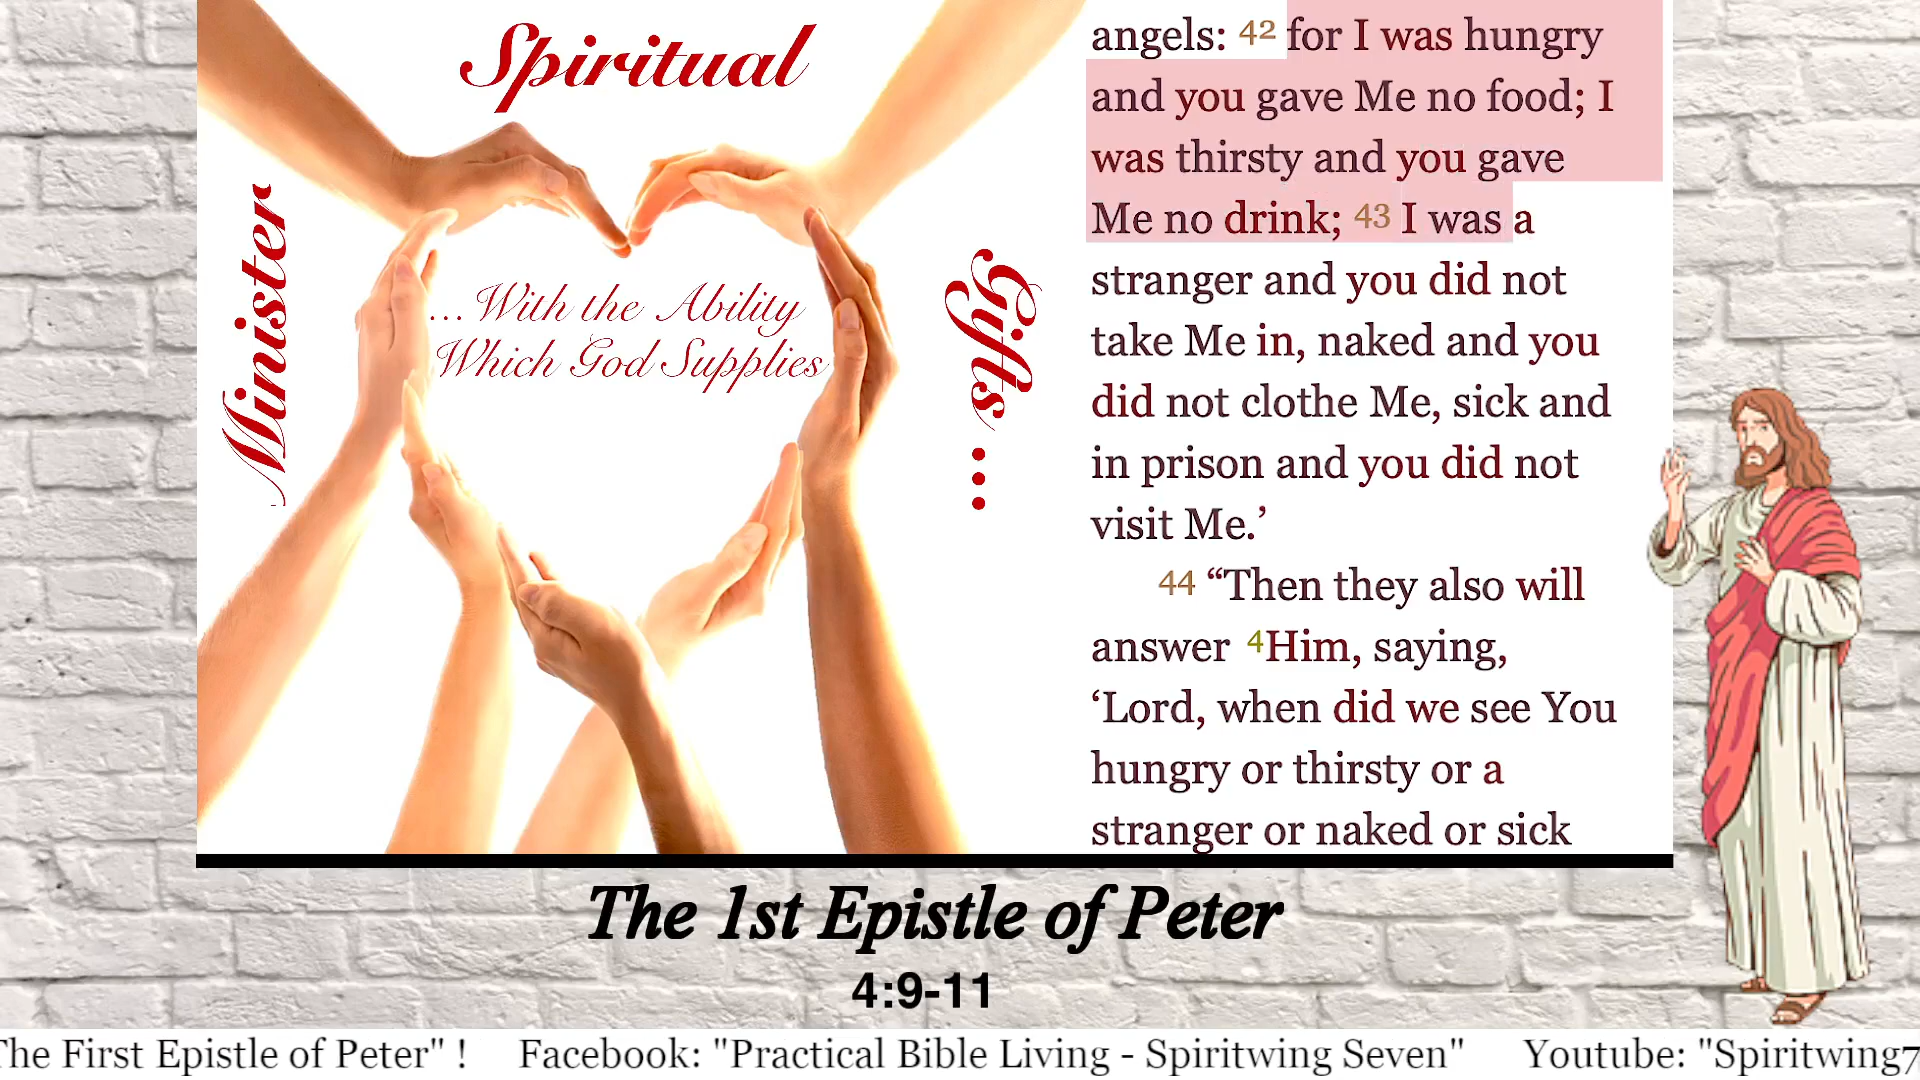 Spiritual
Minister
Gifts ...
...With the Ability
Which God Supplies
angels: 42 for I was hungry
and you gave Me no food; I
was thirsty and you gave
Me no drink; 43 I was a
stranger and you did not
take Me in, naked and you
did not clothe Me, sick and
in prison and you did not
visit Me.’
44 “Then they also will
answer 4Him, saying,
‘Lord, when did we see You
hungry or thirsty or a
stranger or naked or sick
The 1st Epistle of Peter
4:9-11
The First Epistle of Peter" ! Facebook: "Practical Bible Living - Spiritwing Seven" Youtube: "Spiritwing7